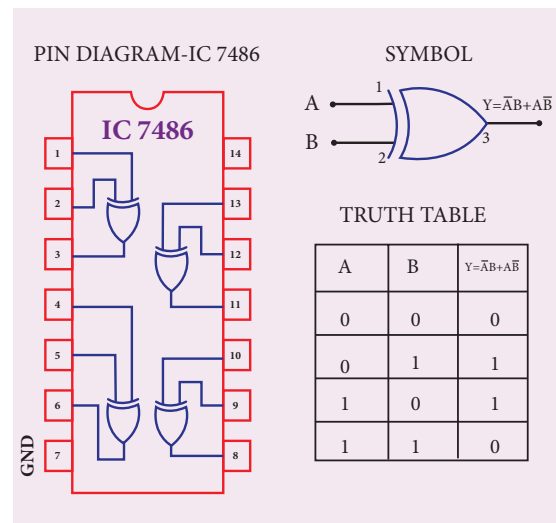 PIN DIAGRAM-IC 7486
IC 7486
1
14
2
13
3
12
4
11
5
10
6
9
GND
7
8
SYMBOL
A
1
B
2
Y=A̅B+AB̅
3
TRUTH TABLE
A B Y=A̅B+AB̅
0 0 0
0 1 1
1 0 1
1 1 0